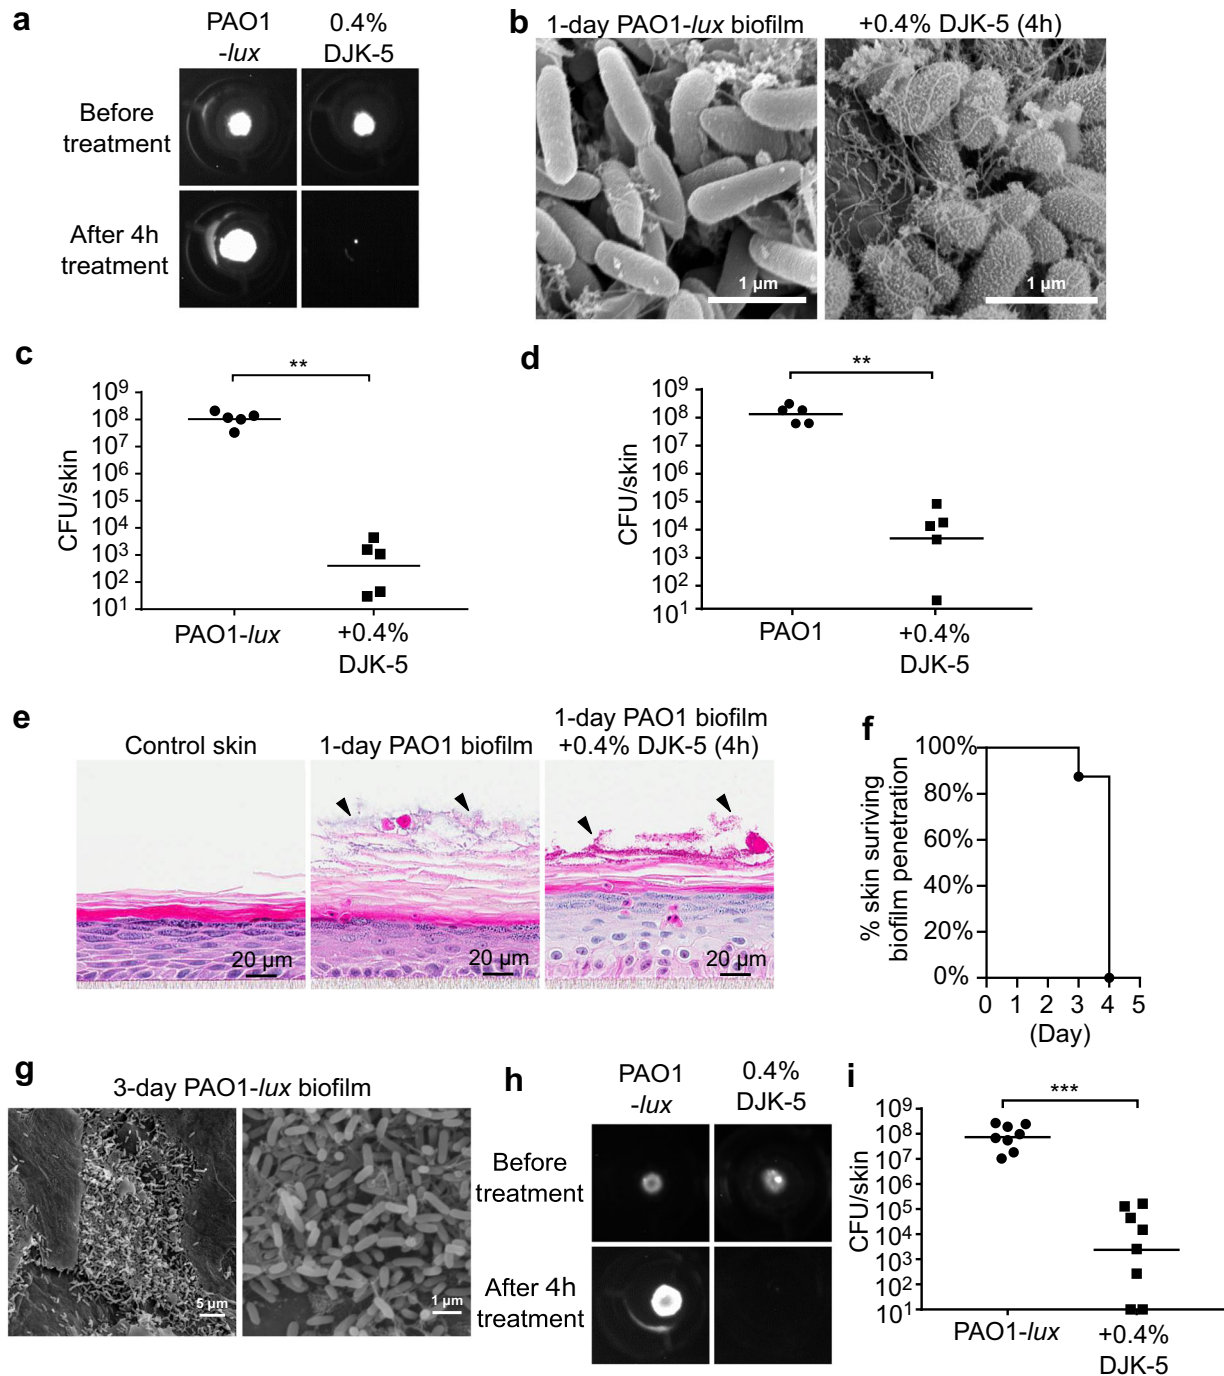 a
PAO1
-lux
0.4%
DJK-5
Before
treatment
After 4h
treatment
b
1-day PAO1-lux biofilm
+0.4% DJK-5 (4h)
1 µm
1 µm
c
**
CFU/skin
10⁹
10⁸
10⁷
10⁶
10⁵
10⁴
10³
10²
10¹
PAO1-lux
+0.4%
DJK-5
d
**
CFU/skin
10⁹
10⁸
10⁷
10⁶
10⁵
10⁴
10³
10²
10¹
PAO1
+0.4%
DJK-5
e
Control skin
1-day PAO1 biofilm
1-day PAO1 biofilm
+0.4% DJK-5 (4h)
20 µm
20 µm
20 µm
f
% skin suriving
biofilm penetration
100%
80%
60%
40%
20%
0%
0 1 2 3 4 5
(Day)
g
3-day PAO1-lux biofilm
5 µm
1 µm
h
PAO1
-lux
0.4%
DJK-5
Before
treatment
After 4h
treatment
i
***
CFU/skin
10⁹
10⁸
10⁷
10⁶
10⁵
10⁴
10³
10²
10¹
PAO1-lux
+0.4%
DJK-5